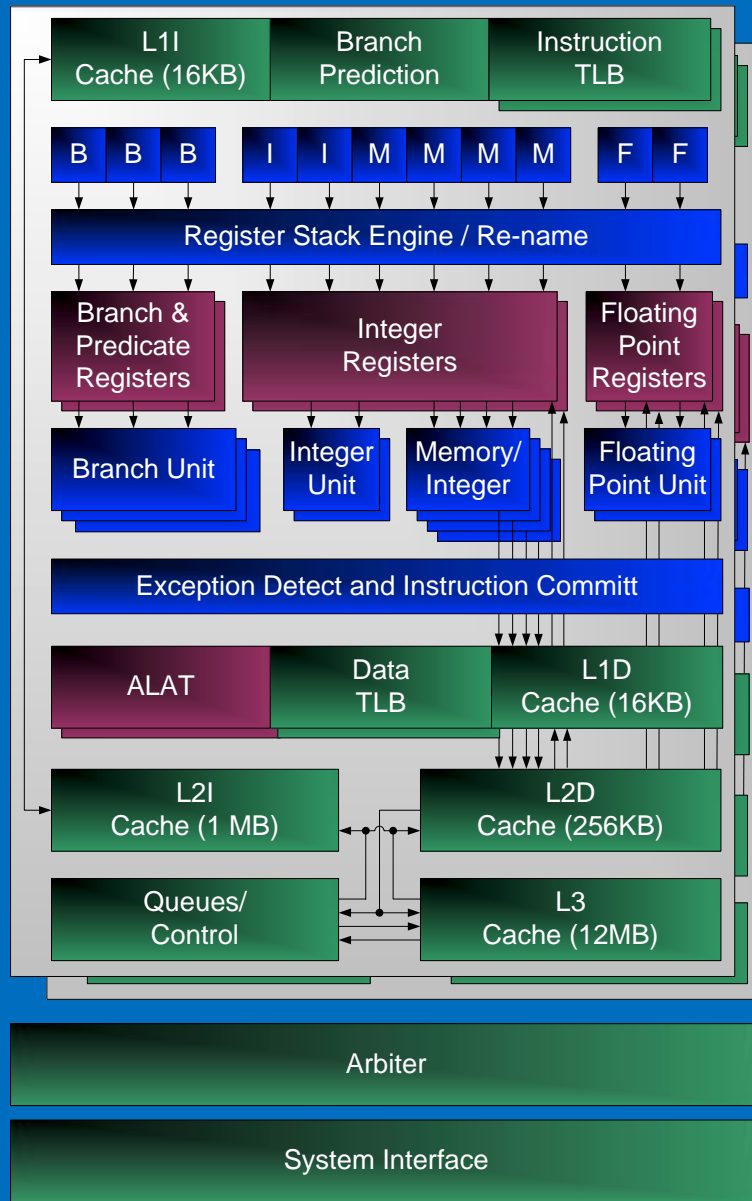 L1I
Cache (16KB)
Branch
Prediction
Instruction
TLB
B B B I I M M M M F F
Register Stack Engine / Re-name
Branch &
Predicate
Registers
Integer
Registers
Floating
Point
Registers
Branch Unit
Integer
Unit
Memory/
Integer
Floating
Point Unit
Exception Detect and Instruction Committ
ALAT
Data
TLB
L1D
Cache (16KB)
L2I
Cache (1 MB)
L2D
Cache (256KB)
Queues/
Control
L3
Cache (12MB)
Arbiter
System Interface